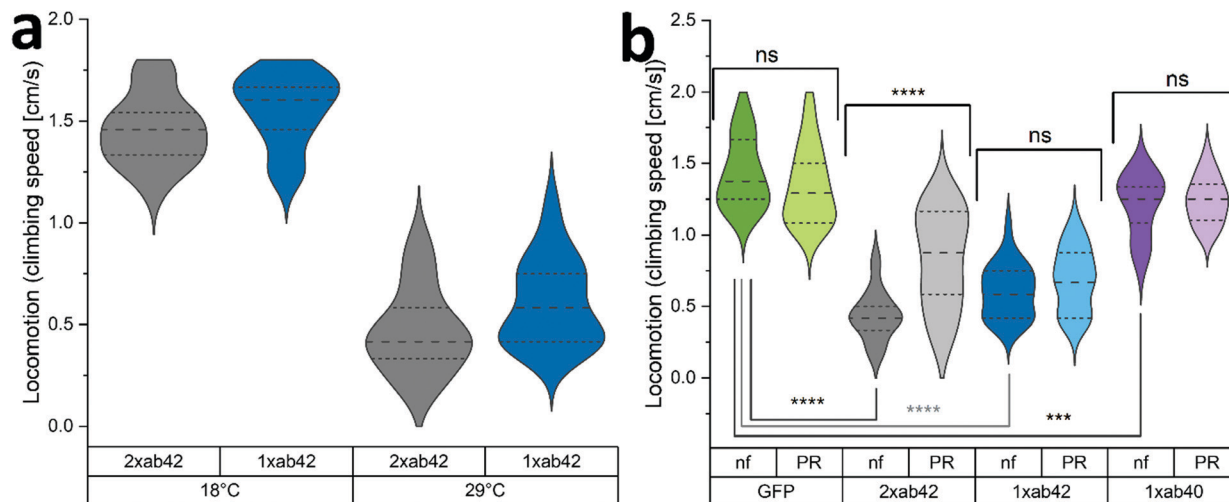 a
Locomotion (climbing speed [cm/s]
2.0
1.5
1.0
0.5
0.0
2xab42 1xab42 2xab42 1xab42
18°C 29°C
b
Locomotion (climbing speed [cm/s])
2.5
2.0
1.5
1.0
0.5
0.0
ns
****
ns
ns
****
****
***
nf PR nf PR nf PR nf PR
GFP 2xab42 1xab42 1xab40